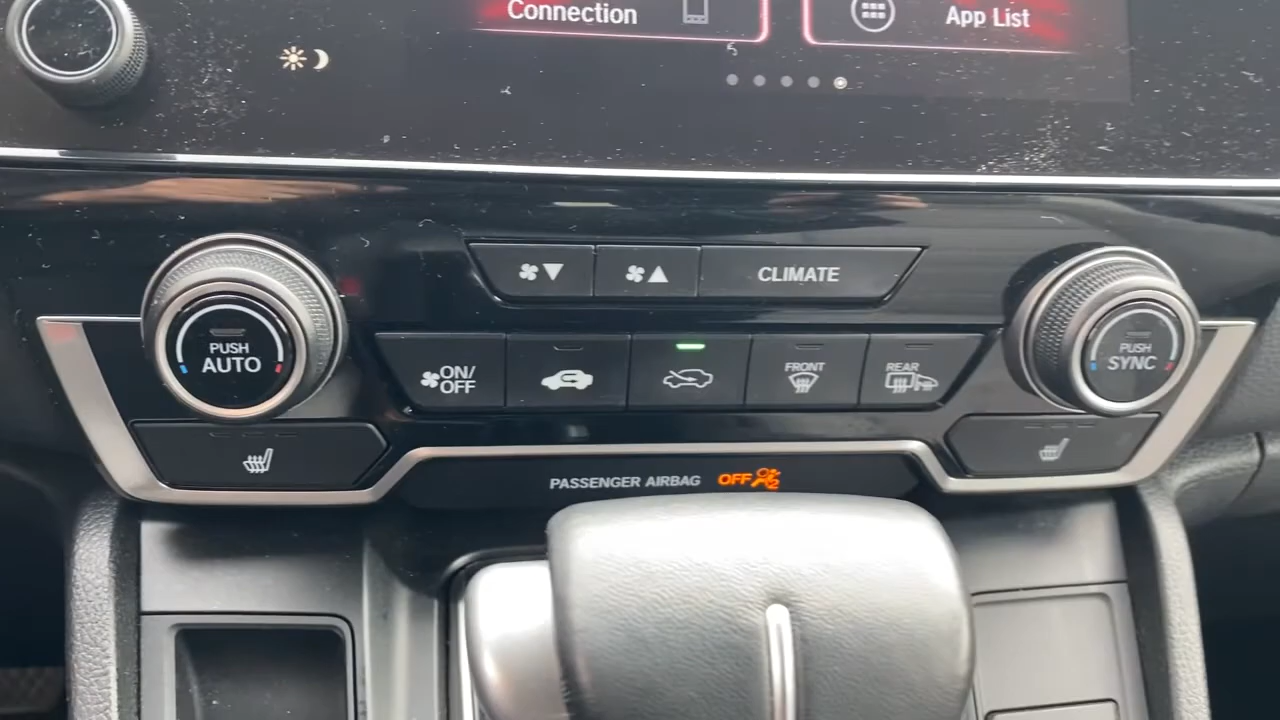 Connection
App List
CLIMATE
PUSH
AUTO
ON/
OFF
FRONT
REAR
PUSH
SYNC
PASSENGER AIRBAG OFF